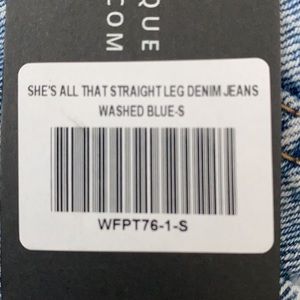 QUE
.COM
SHE'S ALL THAT STRAIGHT LEG DENIM JEANS
WASHED BLUE-S
WFPT76-1-S